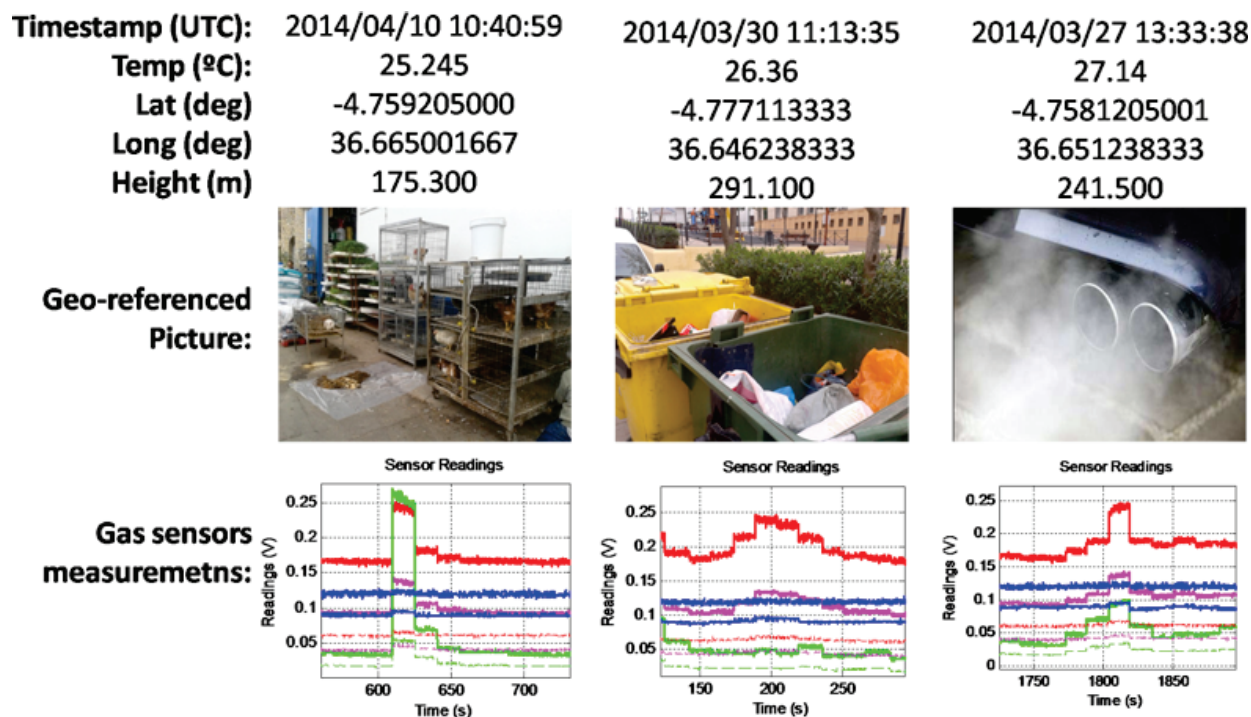 Timestamp (UTC): 2014/04/10 10:40:59 2014/03/30 11:13:35 2014/03/27 13:33:38
Temp (ºC): 25.245 26.36 27.14
Lat (deg) -4.759205000 -4.777113333 -4.7581205001
Long (deg) 36.665001667 36.646238333 36.651238333
Height (m) 175.300 291.100 241.500
Geo-referenced
Picture:
Gas sensors
measuremetns:
Sensor Readings
Readings (V)
0.25
0.2
0.15
0.1
0.05
600 650 700
Time (s)
Sensor Readings
Readings (V)
0.25
0.2
0.15
0.1
0.05
150 200 250
Time (s)
Sensor Readings
Readings (V)
0.25
0.2
0.15
0.1
0.05
0
1750 1800 1850
Time (s)